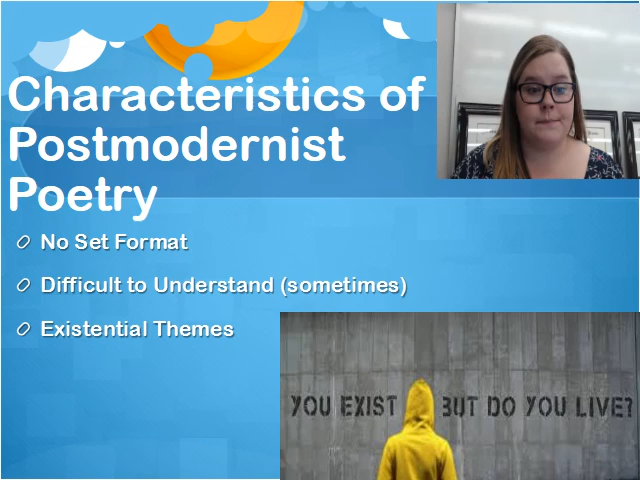 Characteristics of
Postmodernist
Poetry
No Set Format
Difficult to Understand (sometimes)
Existential Themes
YOU EXIST BUT DO YOU LIVE?